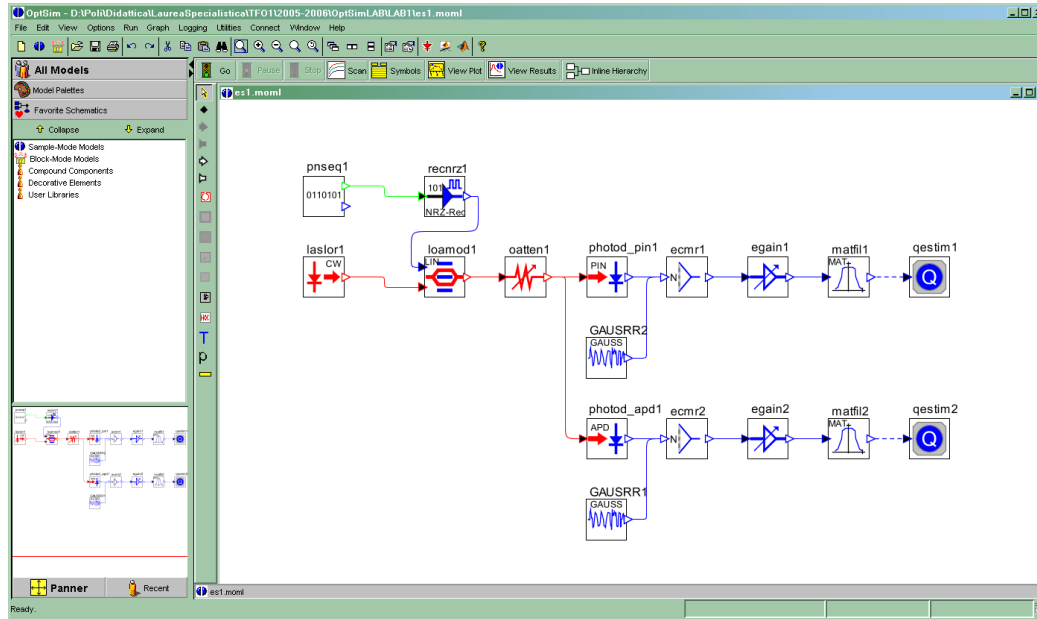 OptSim - D:\Poli\Didattica\LaureaSpecialistica\TFO1\2005-2006\OptSimLAB\LAB1\es1.moml
File Edit View Options Run Graph Logging Utilities Connect Window Help
All Models
Go Pause Stop Scan Symbols View Plot View Results Inline Hierarchy
Model Palettes
Favorite Schematics
es1.moml
Collapse Expand
Sample-Mode Models
Block-Mode Models
Compound Components
Decorative Elements
User Libraries
pnseq1 recnrz1
0110101 101
NRZ-Rec
laslor1 loamod1 oatten1 photod_pin1 ecmr1 egain1 matfil1 qestim1
CW LIN PIN N MAT Q
GAUSRR2
GAUSS
photod_apd1 ecmr2 egain2 matfil2 qestim2
APD N MAT Q
GAUSRR1
GAUSS
T
p
Panner Recent
es1.moml
Ready.